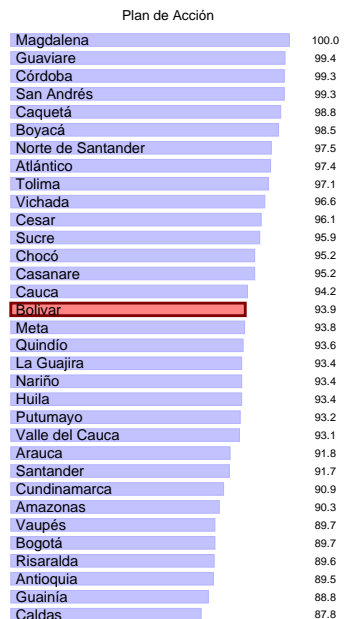 Plan de Acción
Magdalena 100.0
Guaviare 99.4
Córdoba 99.3
San Andrés 99.3
Caquetá 98.8
Boyacá 98.5
Norte de Santander 97.5
Atlántico 97.4
Tolima 97.1
Vichada 96.6
Cesar 96.1
Sucre 95.9
Chocó 95.2
Casanare 95.2
Cauca 94.2
Bolivar 93.9
Meta 93.8
Quindío 93.6
La Guajira 93.4
Nariño 93.4
Huila 93.4
Putumayo 93.2
Valle del Cauca 93.1
Arauca 91.8
Santander 91.7
Cundinamarca 90.9
Amazonas 90.3
Vaupés 89.7
Bogotá 89.7
Risaralda 89.6
Antioquia 89.5
Guainía 88.8
Caldas 87.8